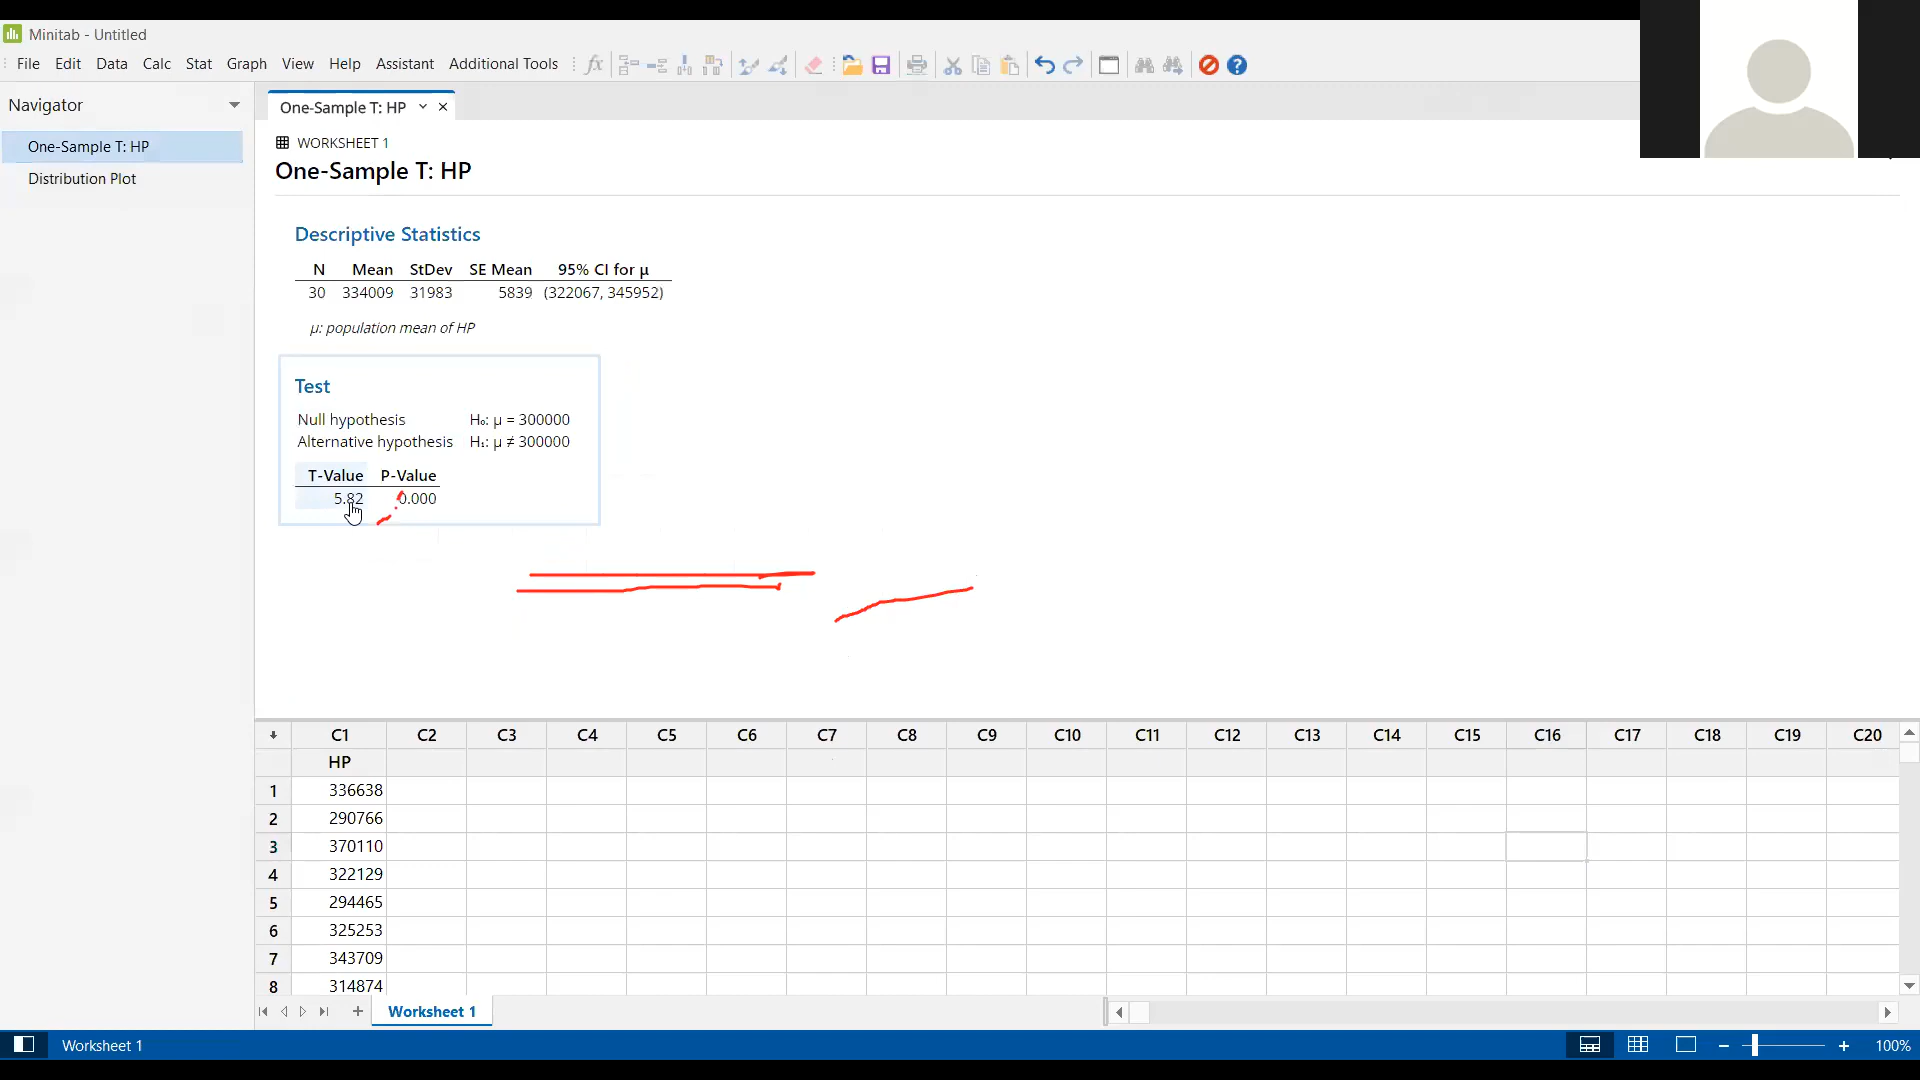 Minitab - Untitled
File Edit Data Calc Stat Graph View Help Assistant Additional Tools fx
Navigator
One-Sample T: HP
Distribution Plot
One-Sample T: HP
WORKSHEET 1
One-Sample T: HP
Descriptive Statistics
N Mean StDev SE Mean 95% CI for μ
30 334009 31983 5839 (322067, 345952)
μ: population mean of HP
Test
Null hypothesis H₀: μ = 300000
Alternative hypothesis H₁: μ ≠ 300000
T-Value P-Value
5.82 0.000
C1 C2 C3 C4 C5 C6 C7 C8 C9 C10 C11 C12 C13 C14 C15 C16 C17 C18 C19 C20
HP
1 336638
2 290766
3 370110
4 322129
5 294465
6 325253
7 343709
8 314874
+ Worksheet 1
Worksheet 1 100%